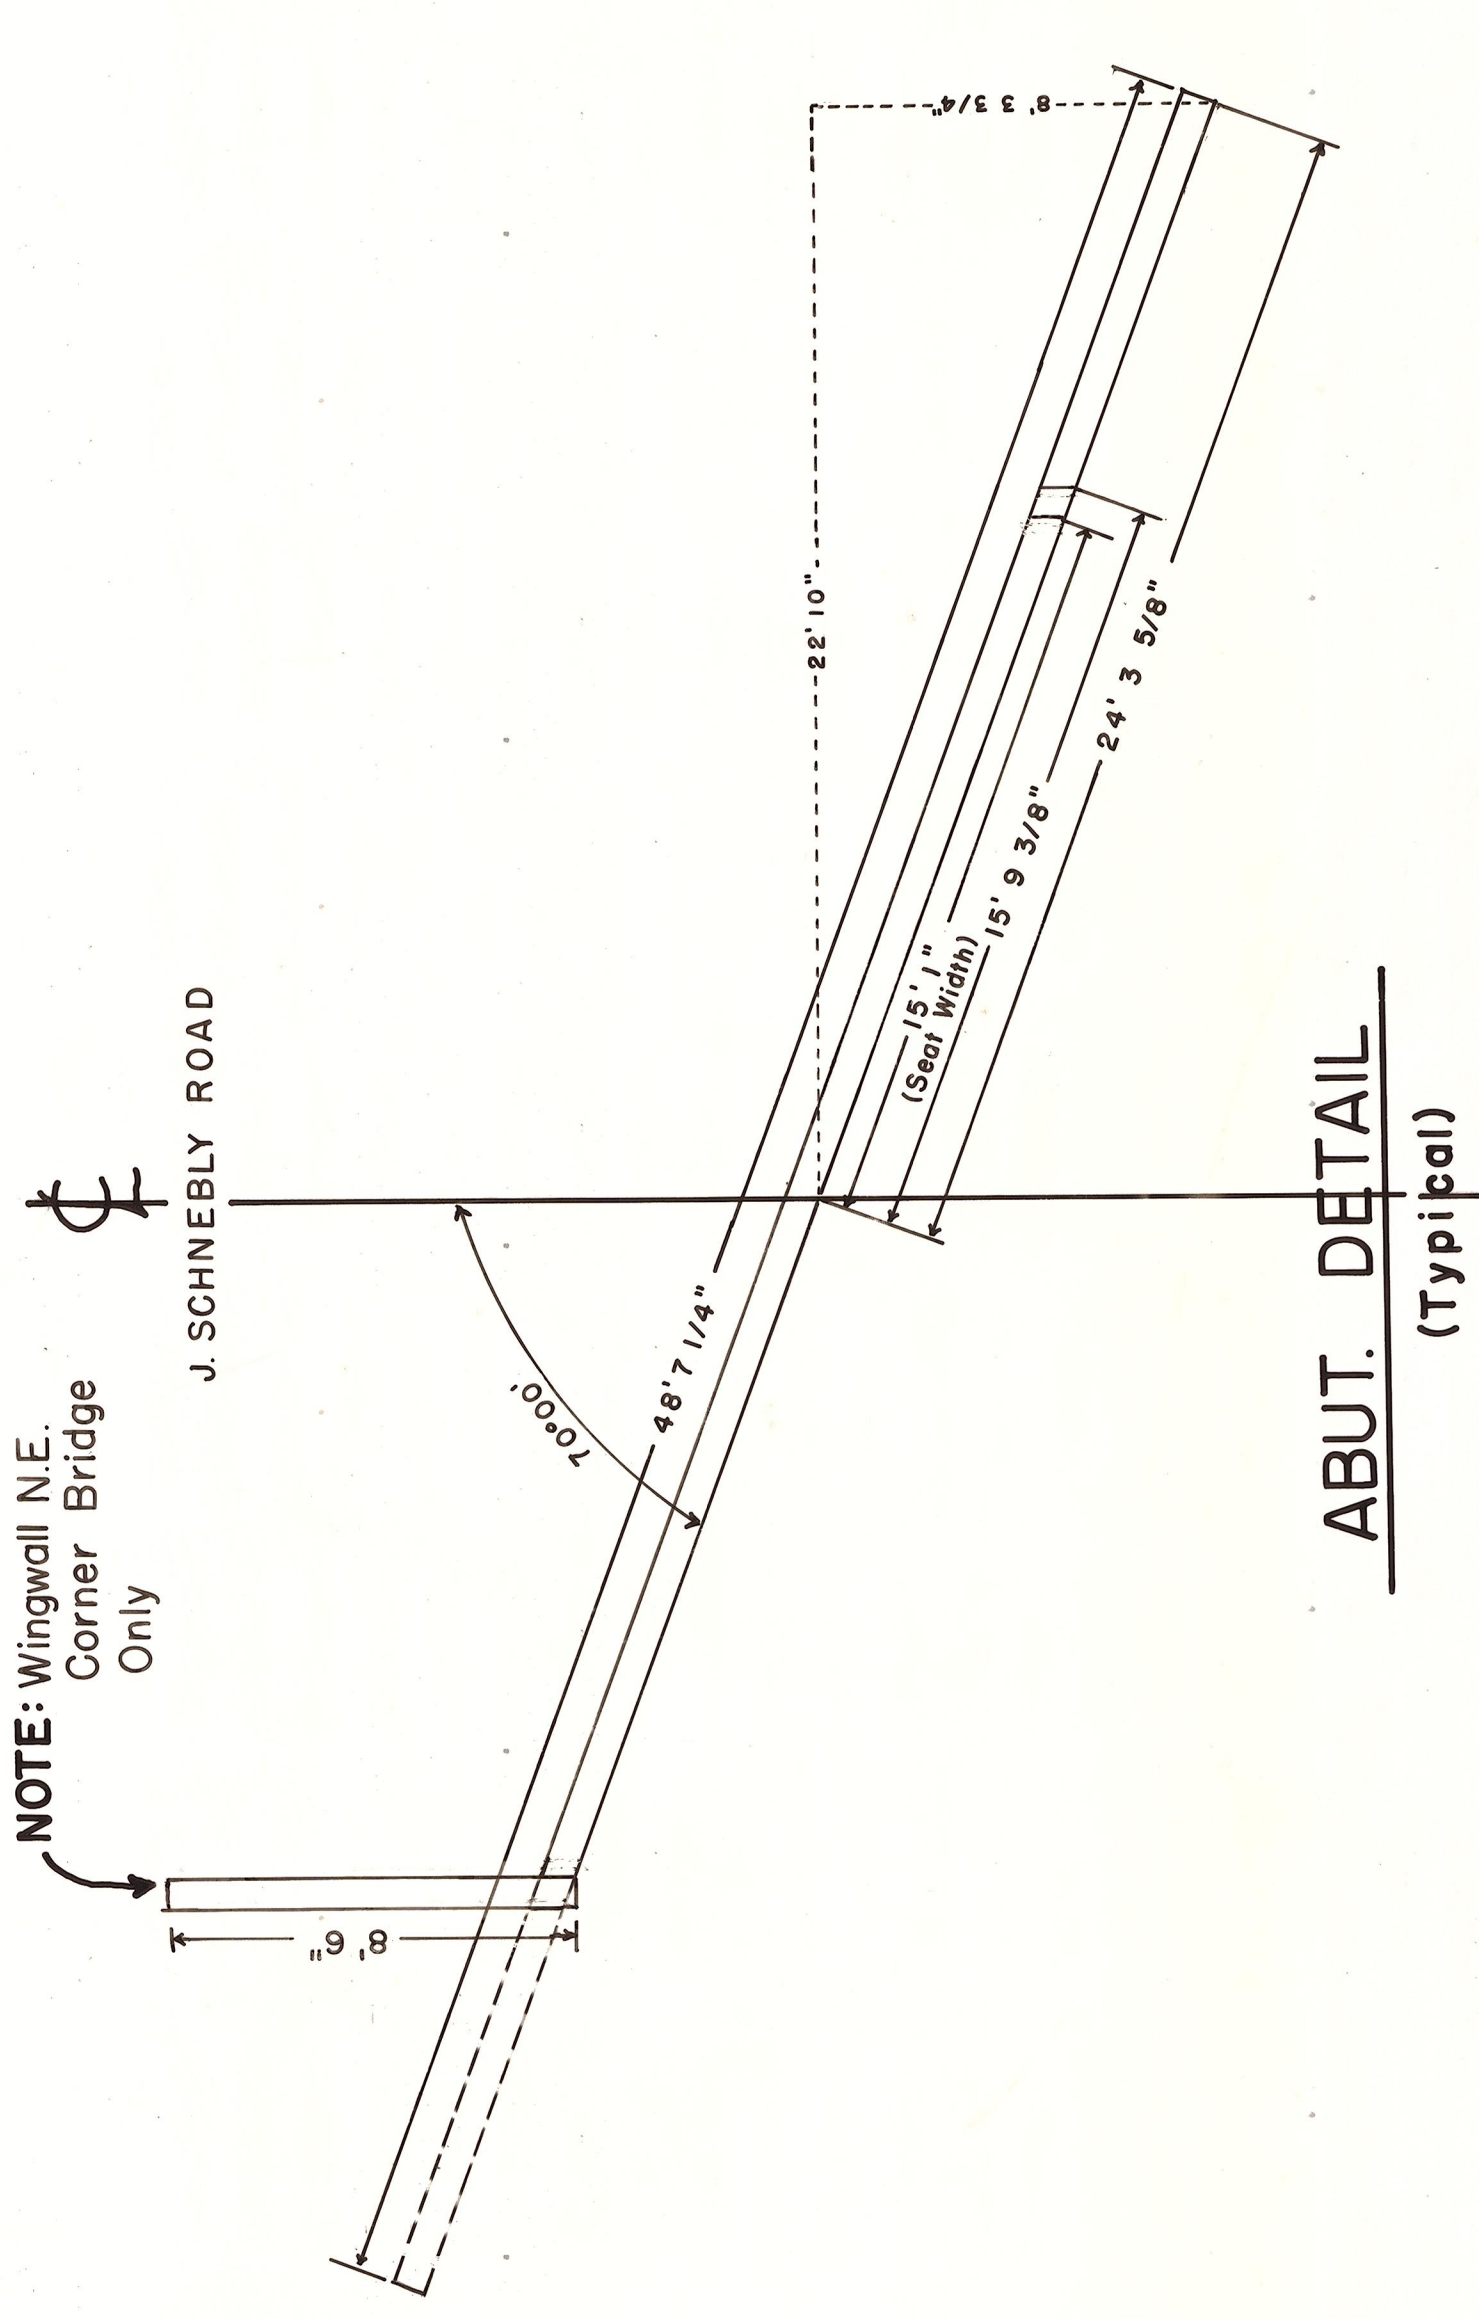 NOTE: Wingwall N.E.
Corner Bridge
Only
℄
J. SCHNEBLY ROAD
8' 6"
70°00'
48' 7 1/4"
22' 10"
8' 3 3/4"
15' 1"
(Seat Width)
15' 9 3/8"
24' 3 5/8"
ABUT. DETAIL
(Typical)